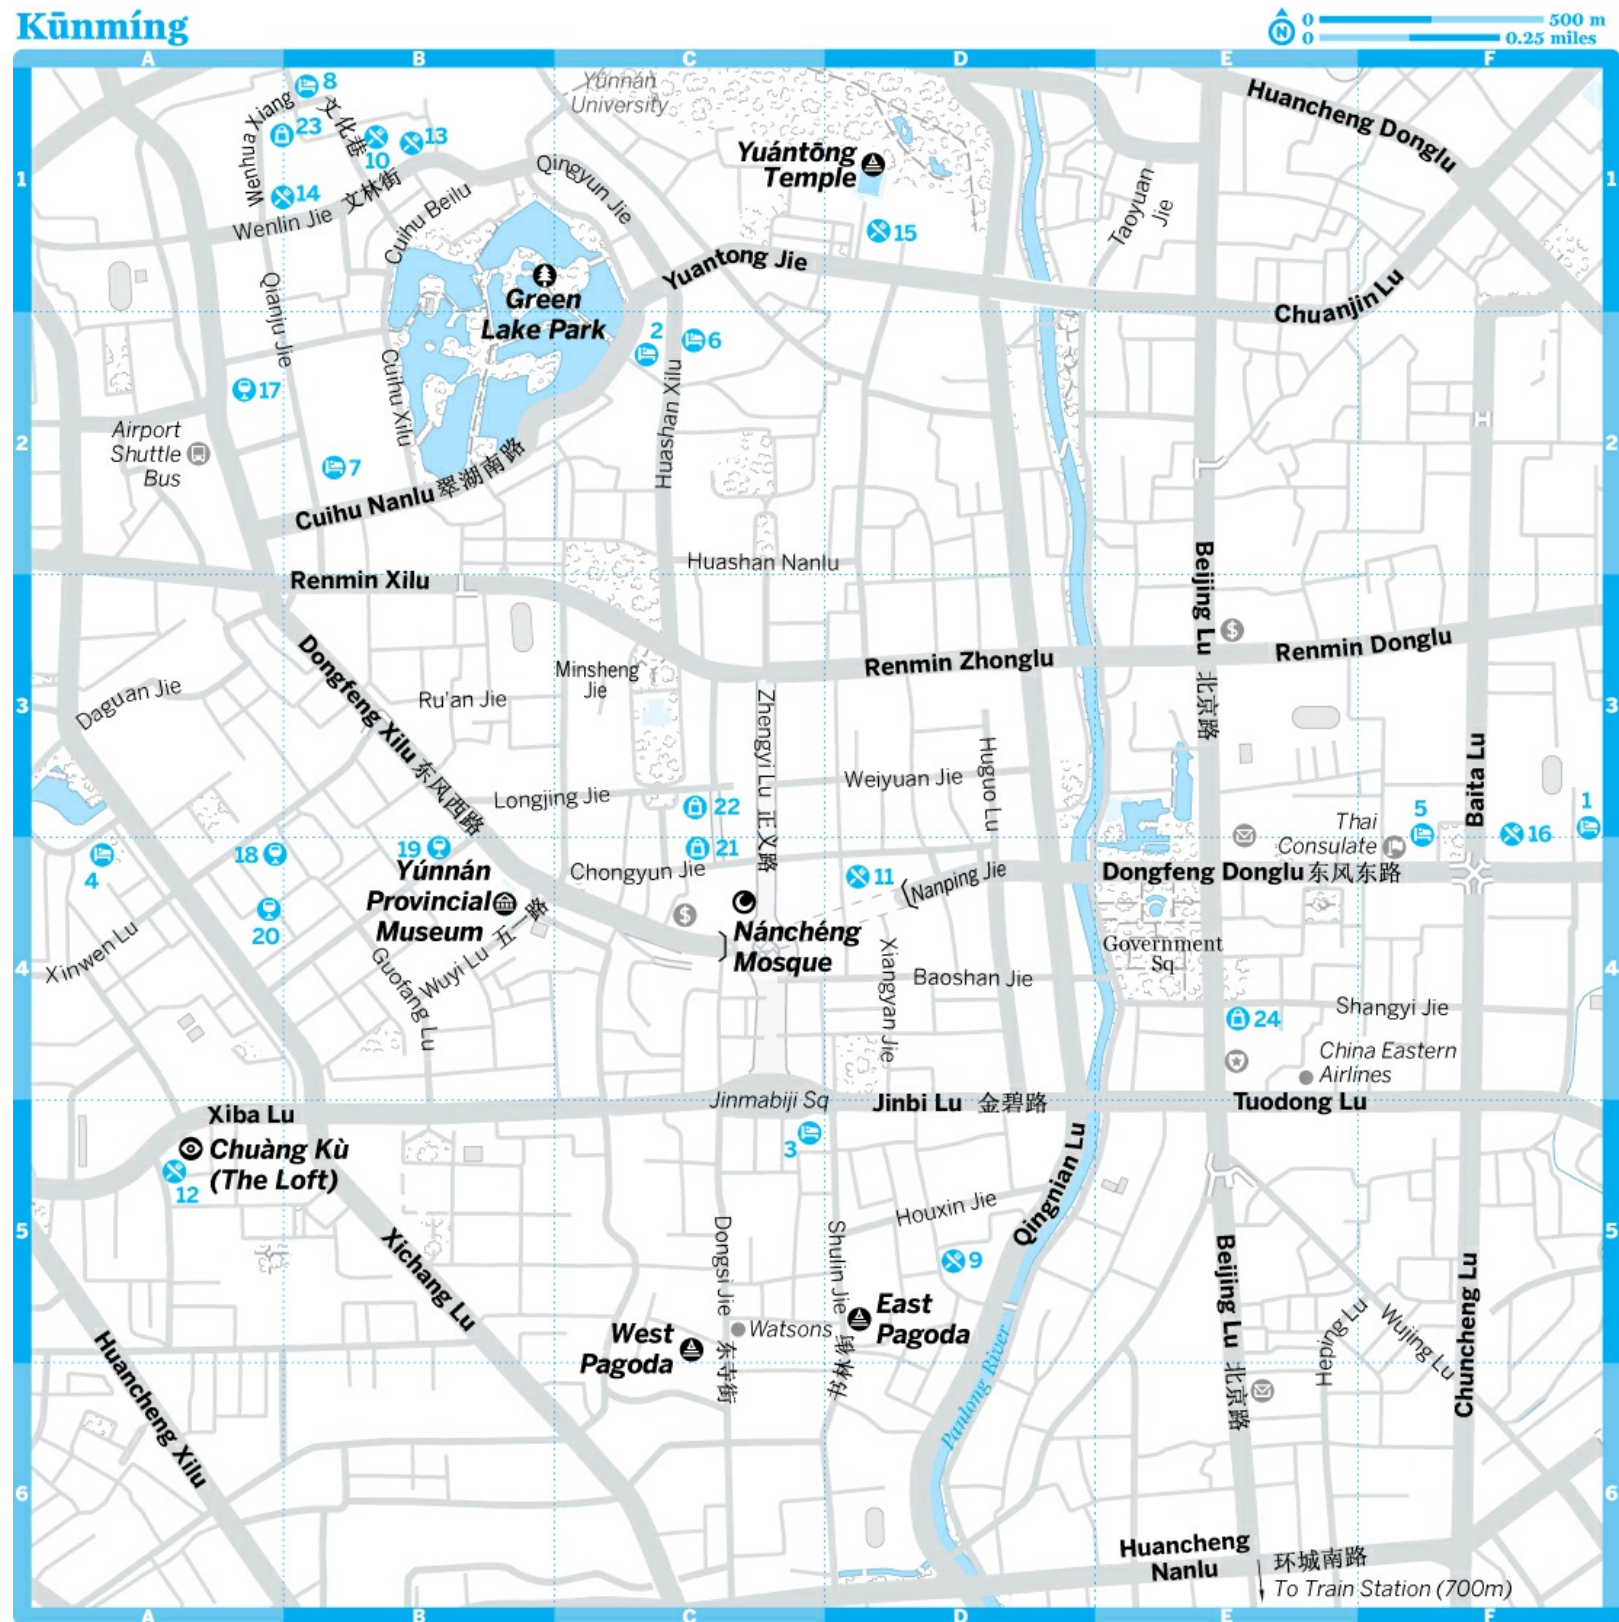 Kūnmíng
0 500 m
0 0.25 miles
N
A B C D E F
1
2
3
4
5
6
Yúnnán
University
8
Wenhua Xiang
文化巷
23
10
13
14
Wenlin Jie 文林街
Cuihu Beilu
Qingyun Jie
Yuántōng
Temple
15
Taoyuan
Jie
Huancheng Donglu
Yuantong Jie
Chuanjin Lu
Green
Lake Park
Qianju Jie
2
6
17
Cuihu Xilu
Huashan Xilu
Airport
Shuttle
Bus
7
Cuihu Nanlu 翠湖南路
Huashan Nanlu
Renmin Xilu
Beijing Lu 北京路
$
Renmin Zhonglu
Renmin Donglu
Dongfeng Xilu 东风西路
Daguan Jie
Ru'an Jie
Minsheng
Jie
Zhengyi Lu 正义路
Huguo Lu
Weiyuan Jie
Longjing Jie
22
Baita Lu
Thai
Consulate
5
16
1
4
18
19
21
Chongyun Jie
11
Nanping Jie
Dongfeng Donglu 东风东路
Yúnnán
Provincial
Museum
20
$
Nánchéng
Mosque
Xinwen Lu
Guofang Lu
Wuyi Lu 五一路
Xiangyan Jie
Baoshan Jie
Government
Sq
Shangyi Jie
24
China Eastern
Airlines
Xiba Lu
Jinmabiji Sq
Jinbi Lu 金碧路
Tuodong Lu
Chuàng Kù
(The Loft)
12
3
Qingnian Lu
Houxin Jie
9
Xichang Lu
Dongsi Jie 东寺街
Shulin Jie 书林街
East
Pagoda
Watsons
West
Pagoda
Panlong River
Beijing Lu 北京路
Heping Lu
Wujing Lu
Chuncheng Lu
Huancheng Xilu
Huancheng
Nanlu
环城南路
To Train Station (700m)
A B C D E F
1
2
3
4
5
6